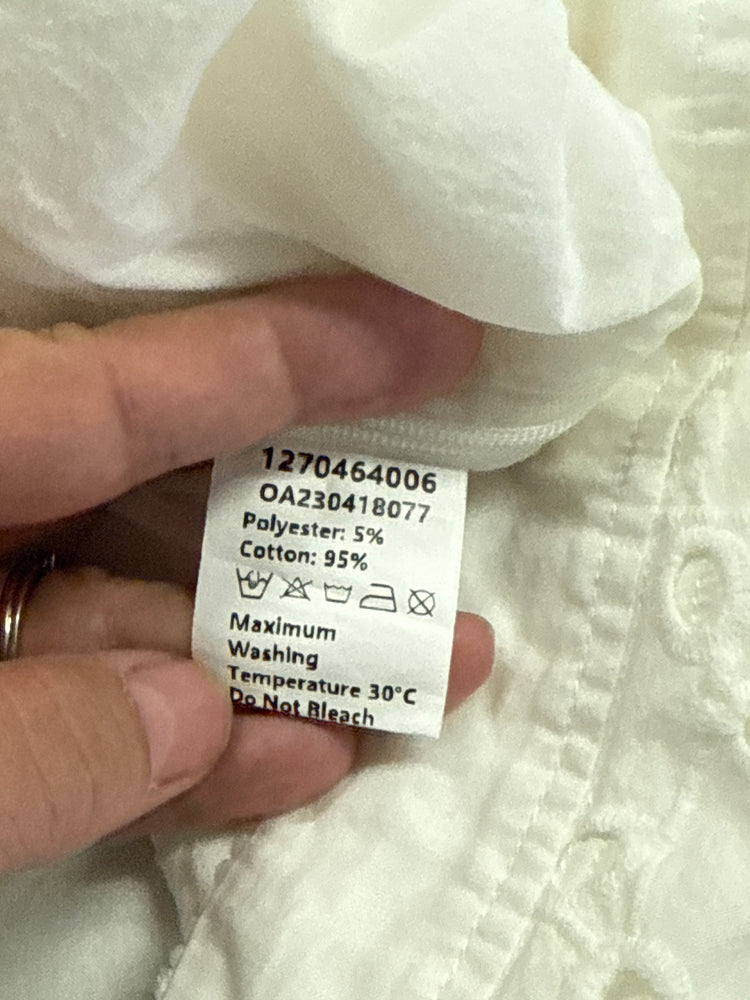 1270464006
OA230418077
Polyester: 5%
Cotton: 95%
Maximum
Washing
Temperature 30°C
Do Not Bleach